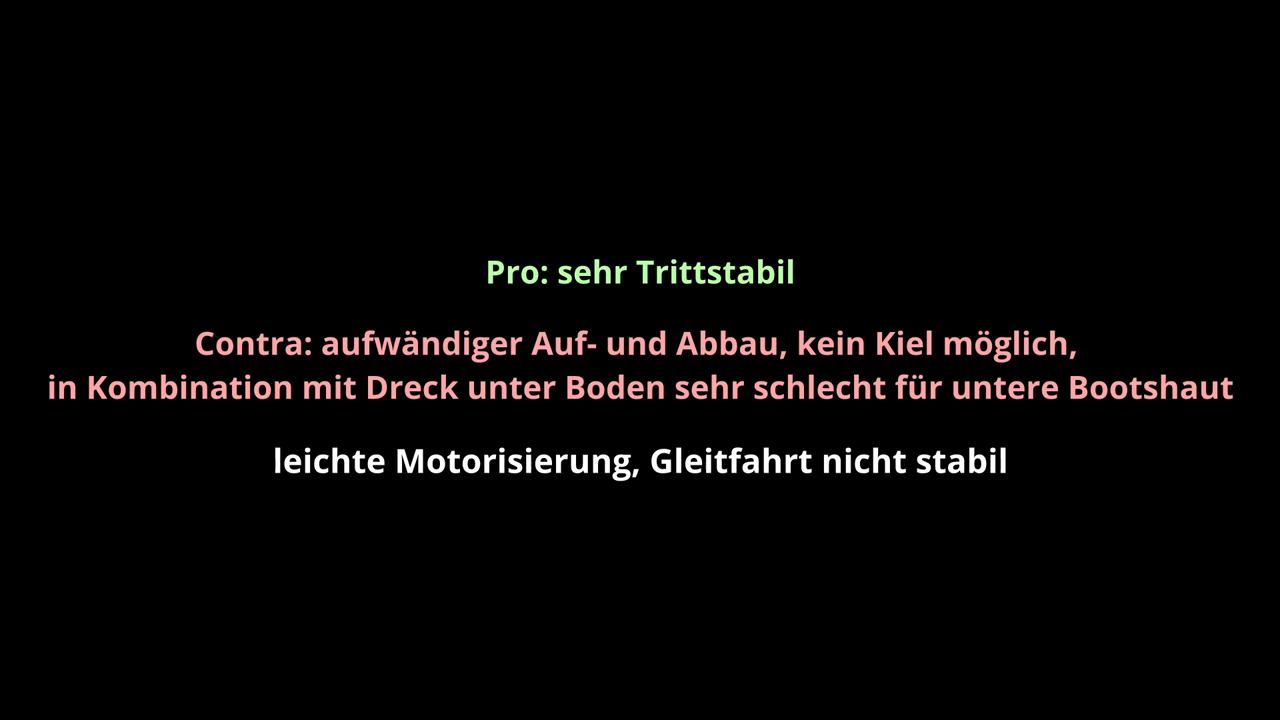 Pro: sehr Trittstabil
Contra: aufwändiger Auf- und Abbau, kein Kiel möglich,
in Kombination mit Dreck unter Boden sehr schlecht für untere Bootshaut
leichte Motorisierung, Gleitfahrt nicht stabil